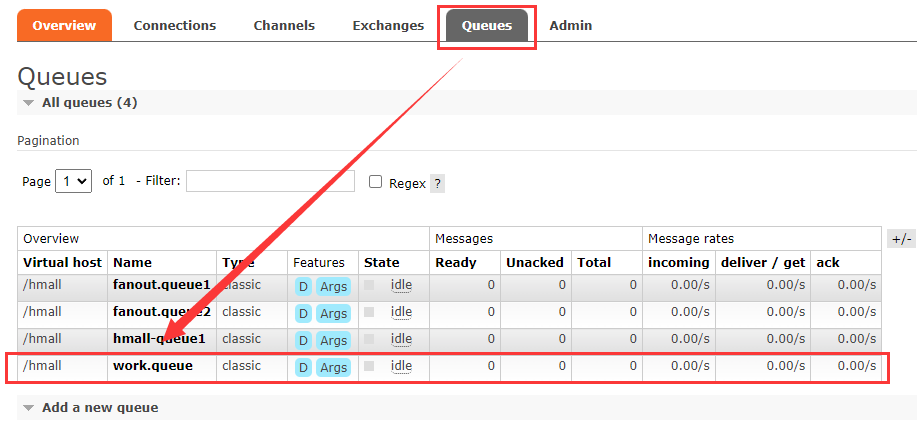 Overview Connections Channels Exchanges Queues Admin
Queues
All queues (4)
Pagination
Page 1 of 1 - Filter: Regex ?
Overview Messages Message rates +/-
Virtual host Name Type Features State Ready Unacked Total incoming deliver / get ack
/hmall fanout.queue1 classic D Args idle 0 0 0 0.00/s 0.00/s 0.00/s
/hmall fanout.queue2 classic D Args idle 0 0 0 0.00/s 0.00/s 0.00/s
/hmall hmall-queue1 classic D Args idle 0 0 0 0.00/s 0.00/s 0.00/s
/hmall work.queue classic D Args idle 0 0 0 0.00/s 0.00/s 0.00/s
Add a new queue